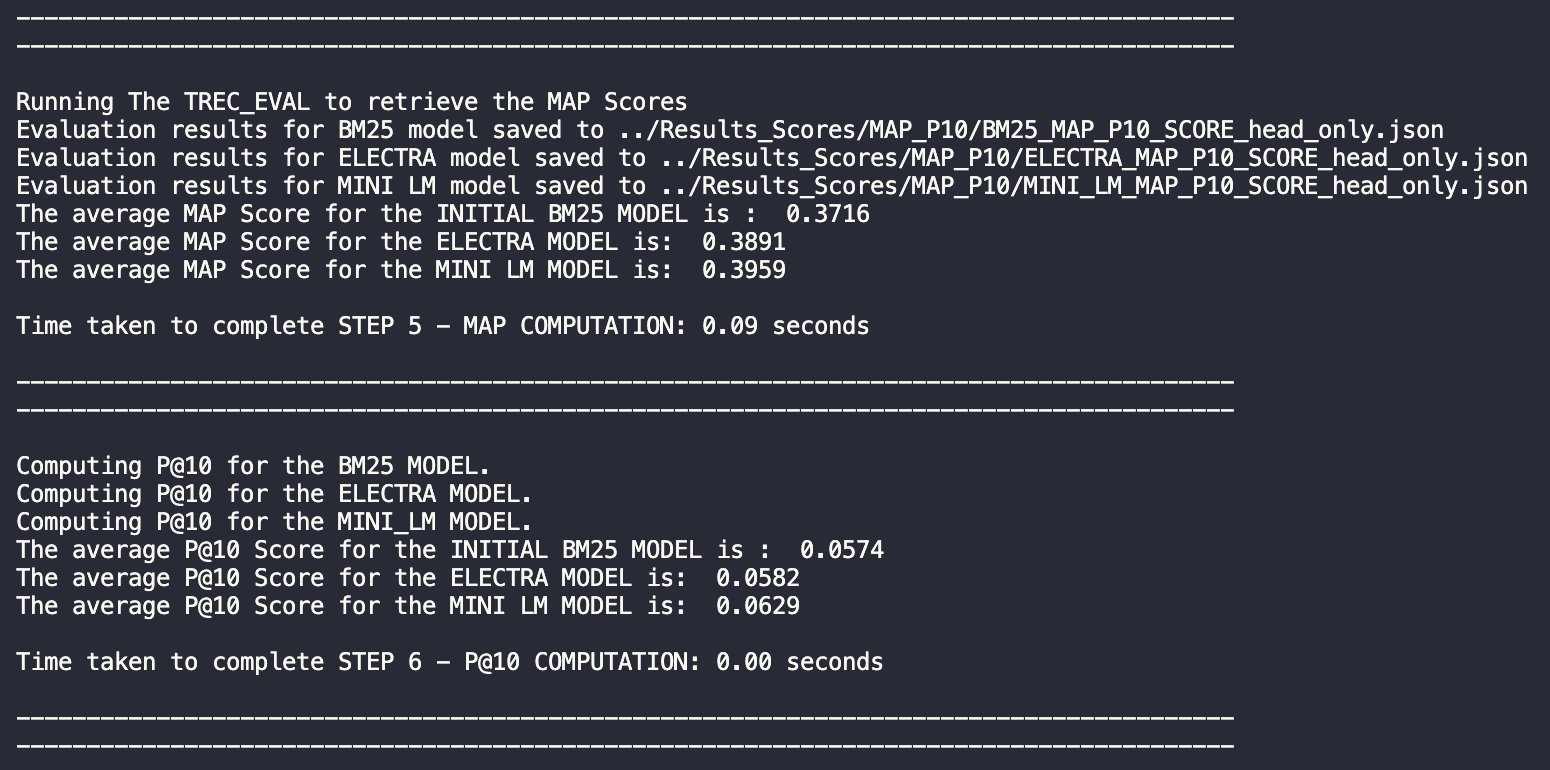 Running The TREC_EVAL to retrieve the MAP Scores
Evaluation results for BM25 model saved to ../Results_Scores/MAP_P10/BM25_MAP_P10_SCORE_head_only.json
Evaluation results for ELECTRA model saved to ../Results_Scores/MAP_P10/ELECTRA_MAP_P10_SCORE_head_only.json
Evaluation results for MINI LM model saved to ../Results_Scores/MAP_P10/MINI_LM_MAP_P10_SCORE_head_only.json
The average MAP Score for the INITIAL BM25 MODEL is :  0.3716
The average MAP Score for the ELECTRA MODEL is:  0.3891
The average MAP Score for the MINI LM MODEL is:  0.3959
Time taken to complete STEP 5 - MAP COMPUTATION: 0.09 seconds
Computing P@10 for the BM25 MODEL.
Computing P@10 for the ELECTRA MODEL.
Computing P@10 for the MINI_LM MODEL.
The average P@10 Score for the INITIAL BM25 MODEL is :  0.0574
The average P@10 Score for the ELECTRA MODEL is:  0.0582
The average P@10 Score for the MINI LM MODEL is:  0.0629
Time taken to complete STEP 6 - P@10 COMPUTATION: 0.00 seconds